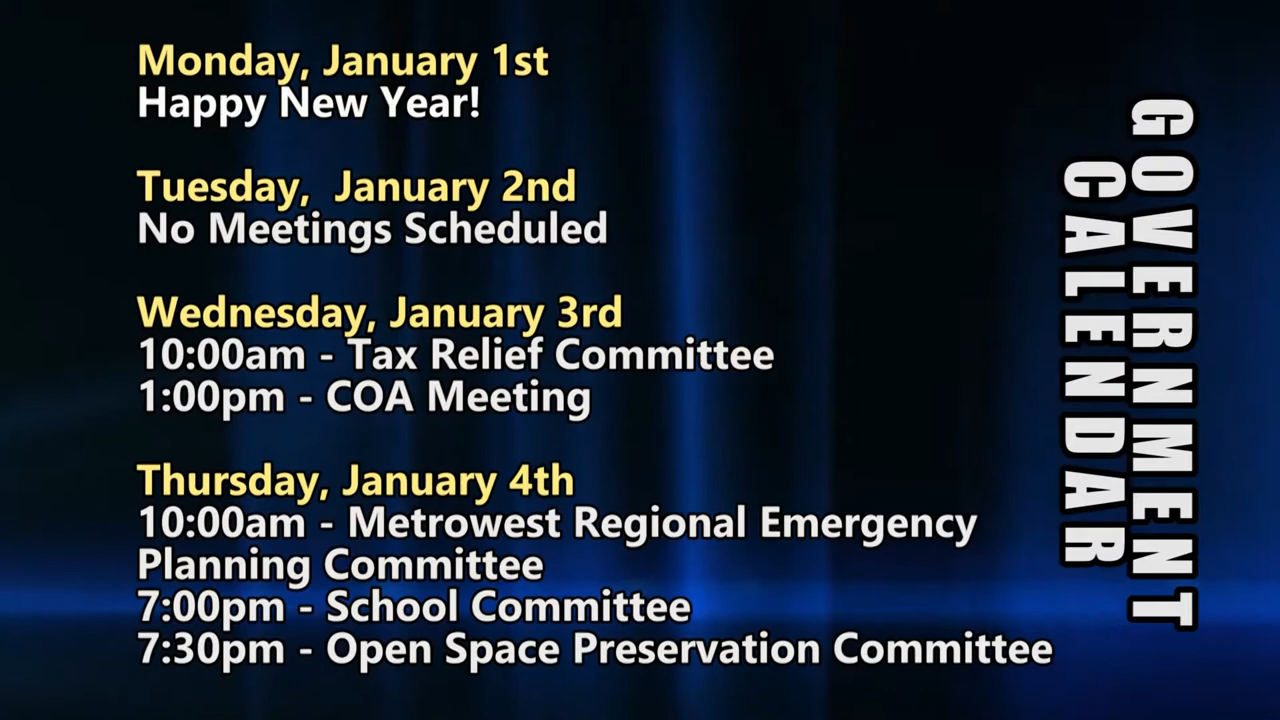 Monday, January 1st
Happy New Year!
Tuesday,  January 2nd
No Meetings Scheduled
Wednesday, January 3rd
10:00am - Tax Relief Committee
1:00pm - COA Meeting
Thursday, January 4th
10:00am - Metrowest Regional Emergency
Planning Committee
7:00pm - School Committee
7:30pm - Open Space Preservation Committee
GOVERNMENT
CALENDAR